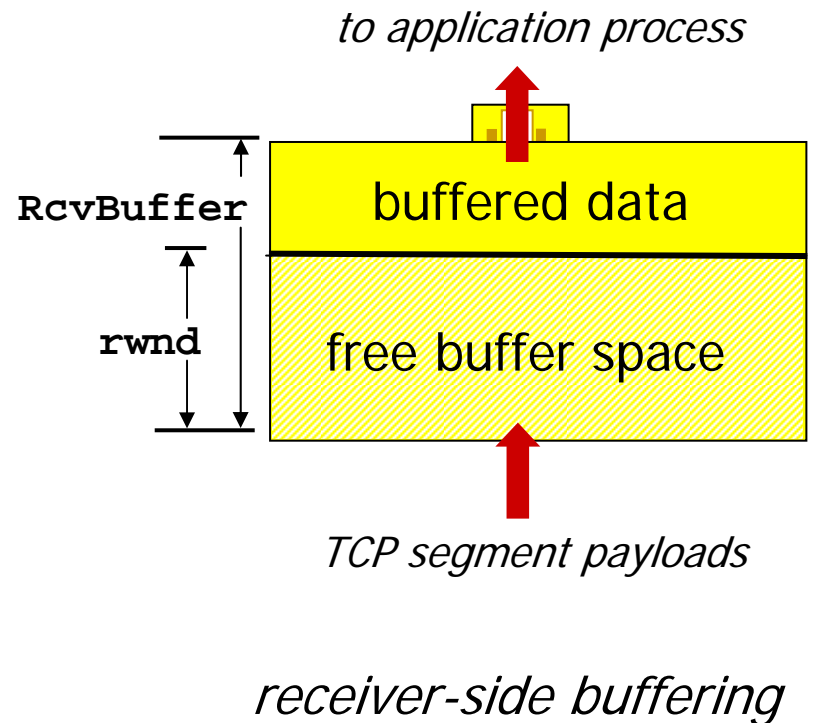 to application process
RcvBuffer
buffered data
rwnd
free buffer space
TCP segment payloads
receiver-side buffering